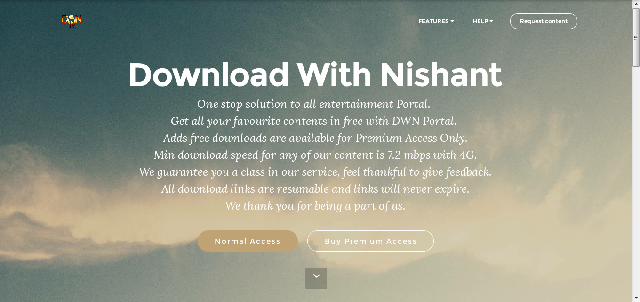 DWN
FEATURES
HELP
Request content
Download With Nishant
One stop solution to all entertainment Portal.
Get all your favourite contents in free with DWN Portal.
Adds free downloads are available for Premium Access Only.
Min download speed for any of our content is 7.2 mbps with 4G.
We guarantee you a class in our service, feel thankful to give feedback.
All download links are resumable and links will never expire.
We thank you for being a part of us.
Normal Access
Buy Premium Access